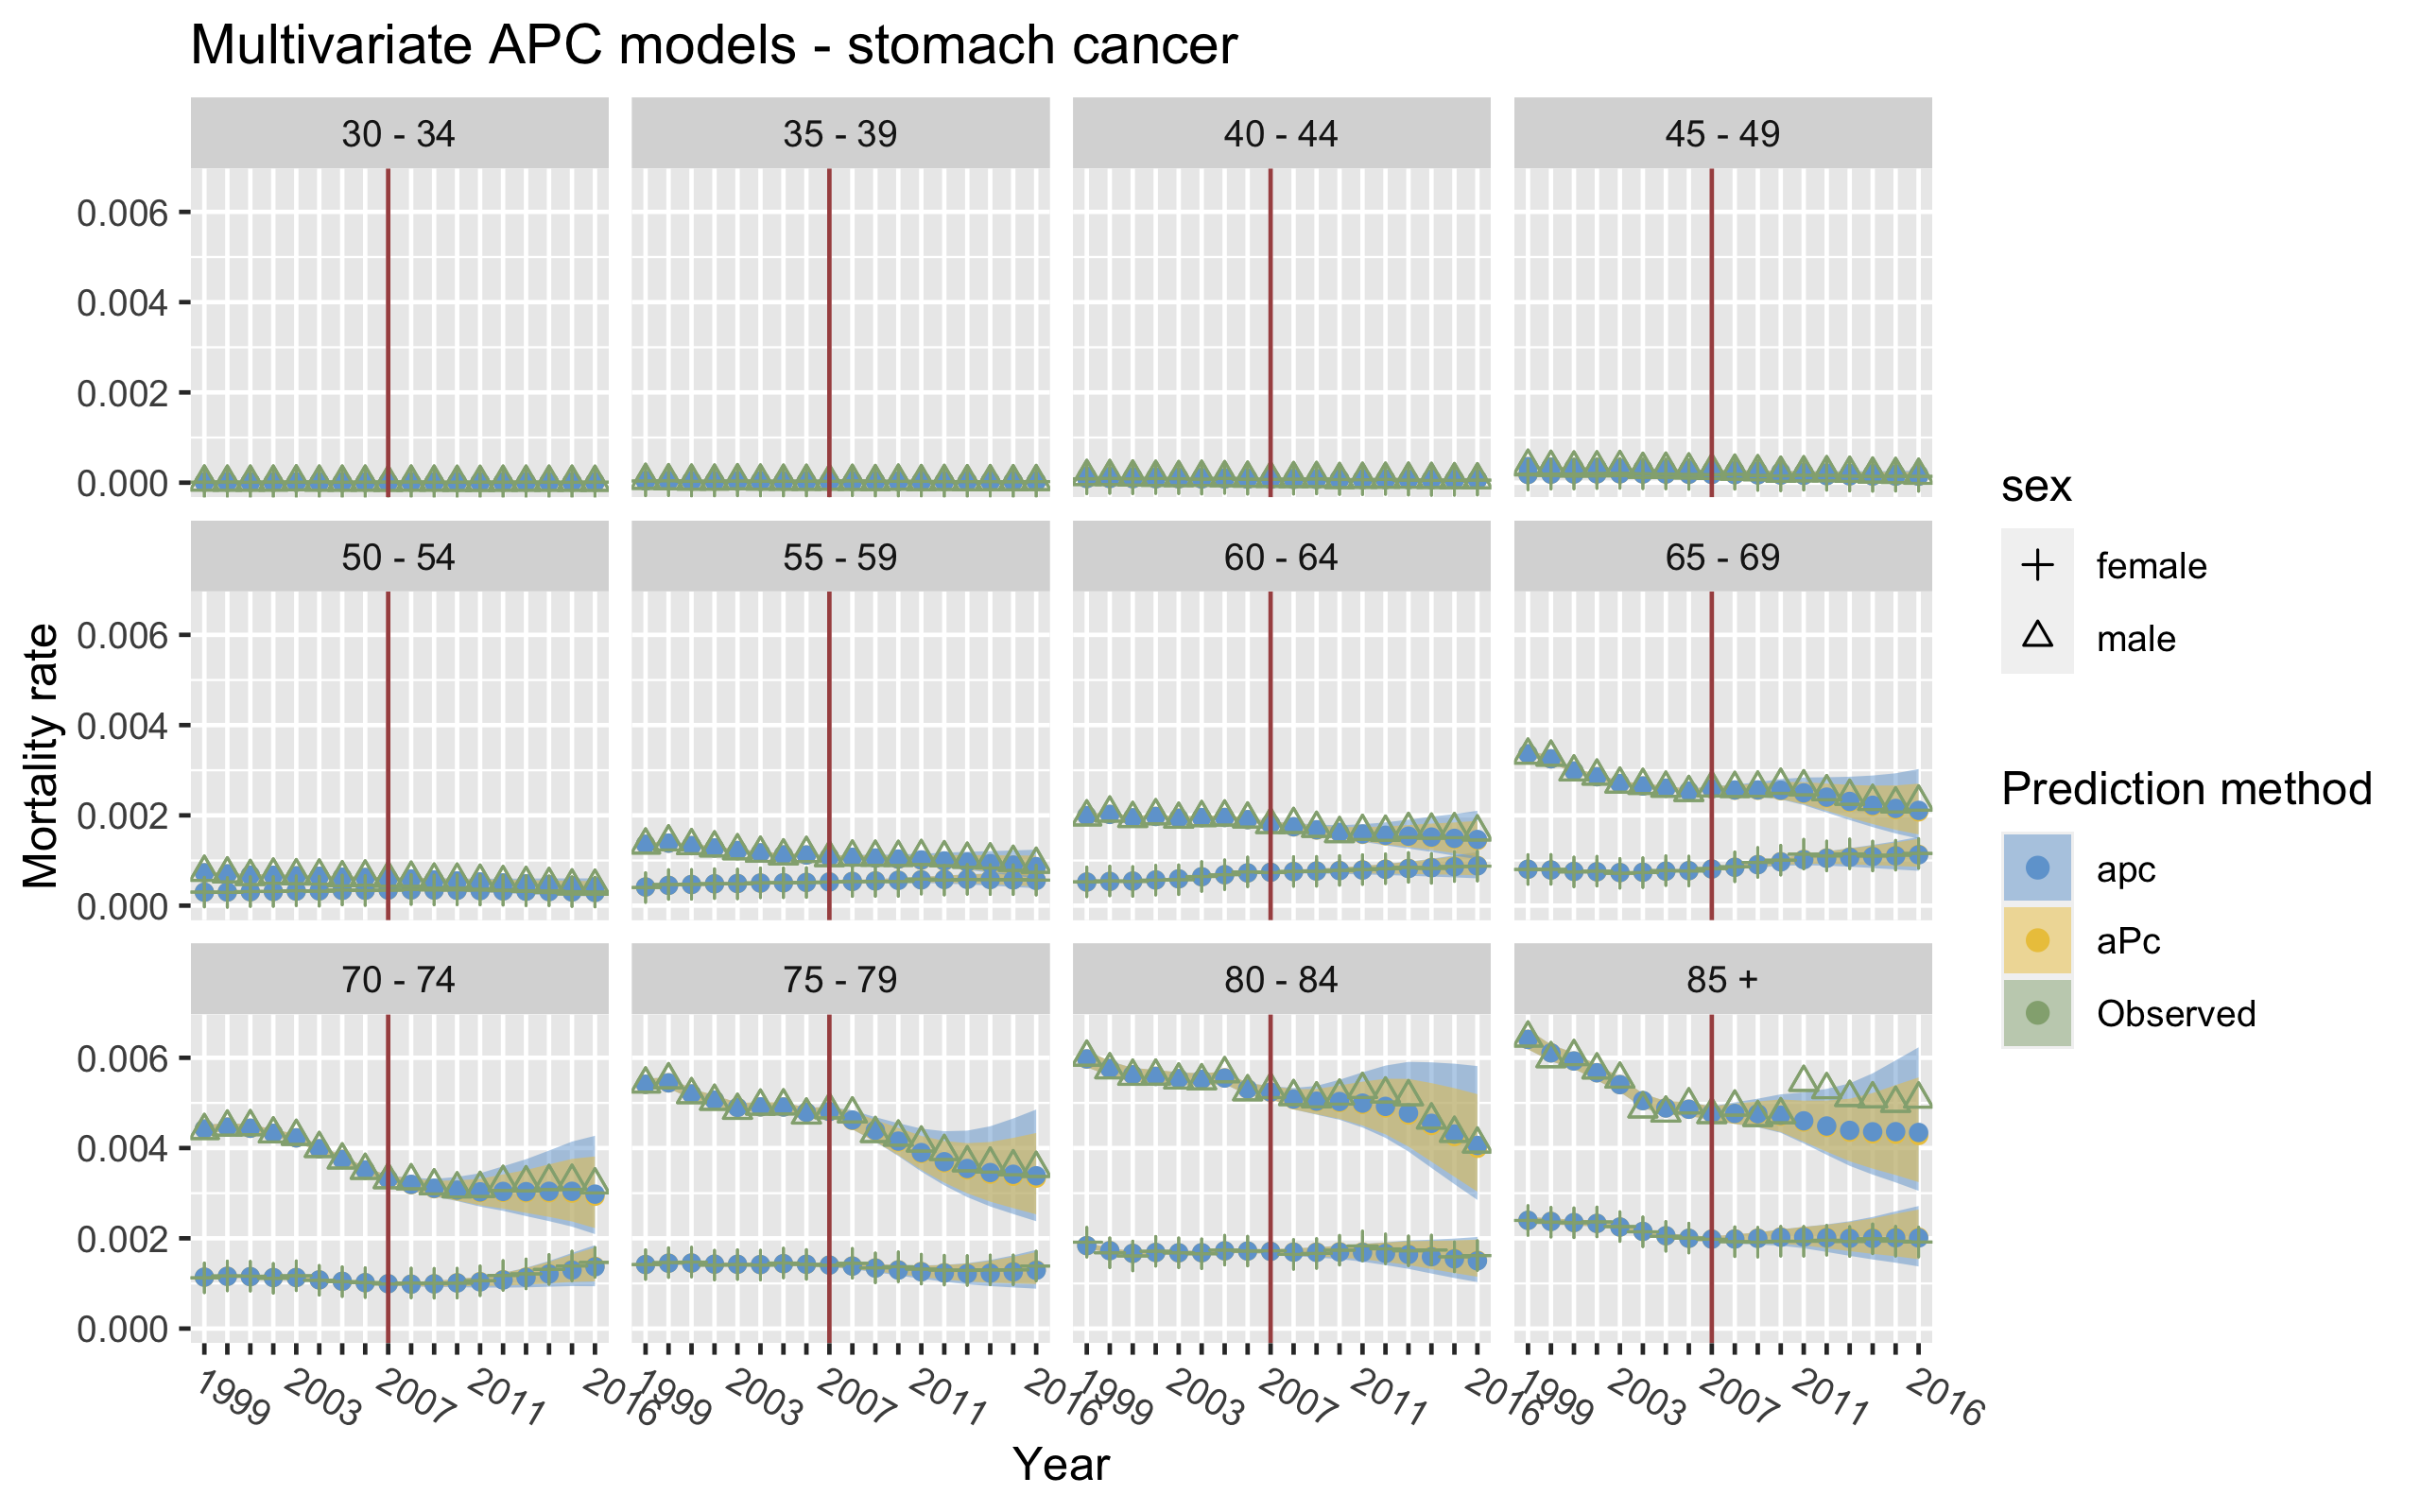 Multivariate APC models - stomach cancer
30 - 34 35 - 39 40 - 44 45 - 49
0.006
0.004
0.002
0.000
50 - 54 55 - 59 60 - 64 65 - 69
0.006
0.004
0.002
0.000
70 - 74 75 - 79 80 - 84 85 +
0.006
0.004
0.002
0.000
1999 2003 2007 2011 2016 1999 2003 2007 2011 2016 1999 2003 2007 2011 2016 1999 2003 2007 2011 2016
Year
Mortality rate
sex
female
male
Prediction method
apc
aPc
Observed